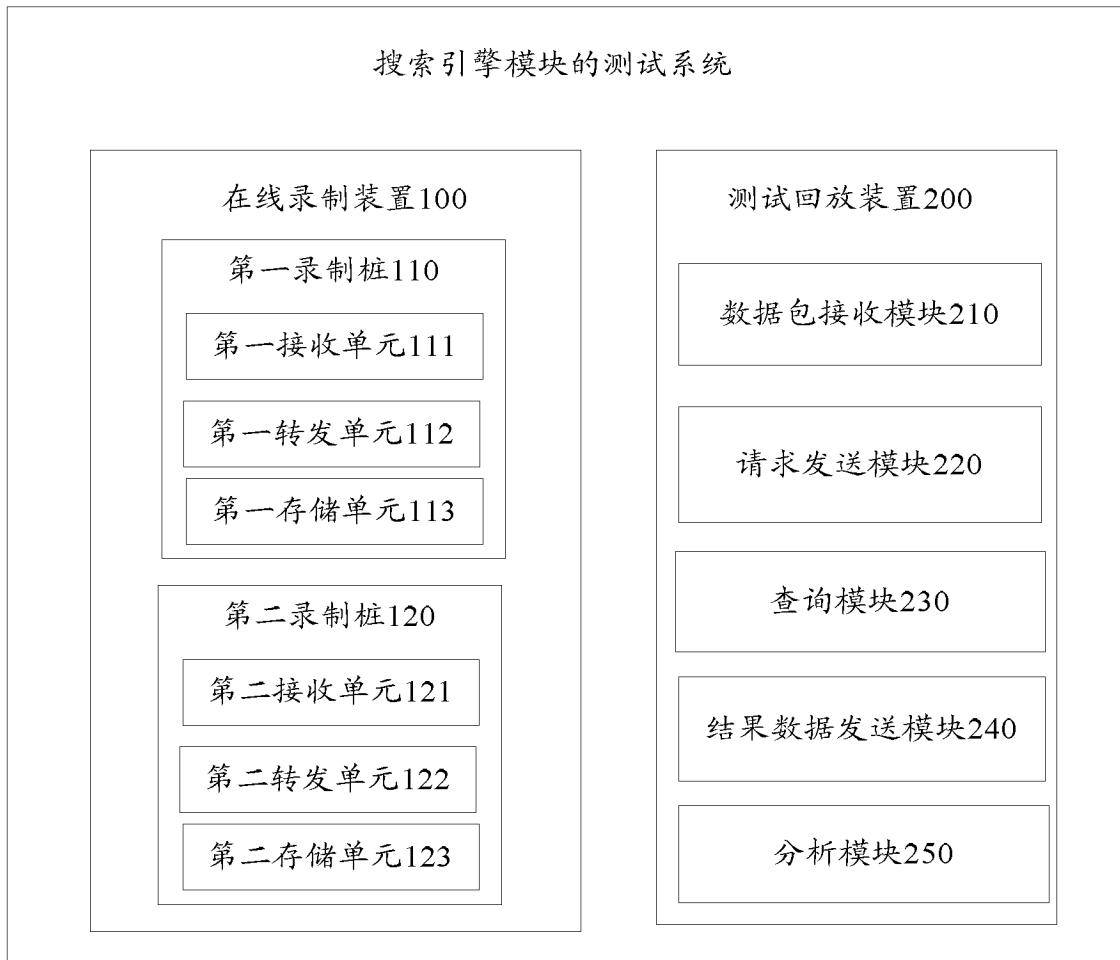 搜索引擎模块的测试系统
在线录制装置100
第一录制桩110
第一接收单元111
第一转发单元112
第一存储单元113
第二录制桩120
第二接收单元121
第二转发单元122
第二存储单元123
测试回放装置200
数据包接收模块210
请求发送模块220
查询模块230
结果数据发送模块240
分析模块250